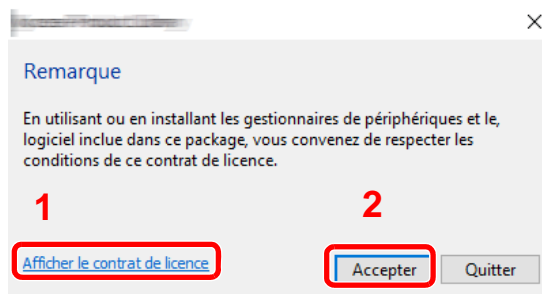 Remarque
En utilisant ou en installant les gestionnaires de périphériques et le,
logiciel inclue dans ce package, vous convenez de respecter les
conditions de ce contrat de licence.
1
2
Afficher le contrat de licence
Accepter
Quitter